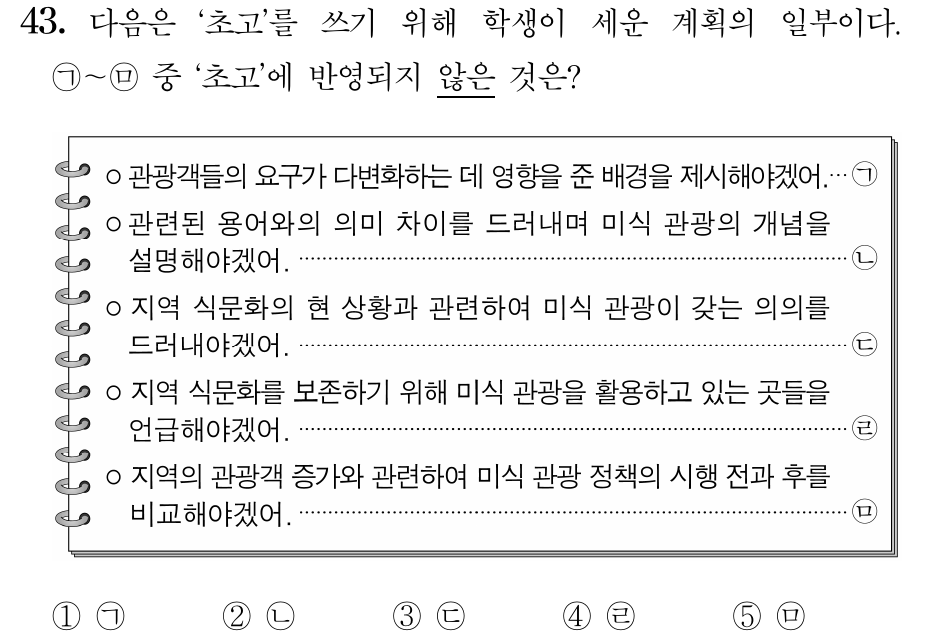 43. 다음은 ‘초고’를 쓰기 위해 학생이 세운 계획의 일부이다.
㉠~㉤ 중 ‘초고’에 반영되지 않은 것은?
○ 관광객들의 요구가 다변화하는 데 영향을 준 배경을 제시해야겠어.…㉠
○ 관련된 용어와의 의미 차이를 드러내며 미식 관광의 개념을
설명해야겠어. ………………………………………………㉡
○ 지역 식문화의 현 상황과 관련하여 미식 관광이 갖는 의의를
드러내야겠어. ………………………………………………㉢
○ 지역 식문화를 보존하기 위해 미식 관광을 활용하고 있는 곳들을
언급해야겠어. ………………………………………………㉣
○ 지역의 관광객 증가와 관련하여 미식 관광 정책의 시행 전과 후를
비교해야겠어. ………………………………………………㉤
① ㉠ ② ㉡ ③ ㉢ ④ ㉣ ⑤ ㉤